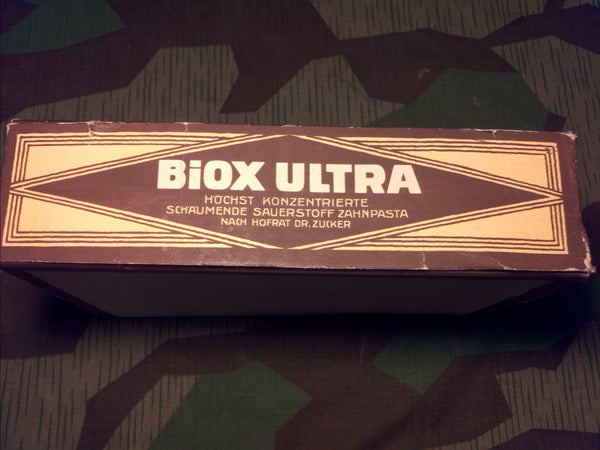 BiOX ULTRA
HÖCHST KONZENTRIERTE
SCHÄUMENDE SAUERSTOFF ZAHNPASTA
NACH HOFRAT DR. ZUCKER